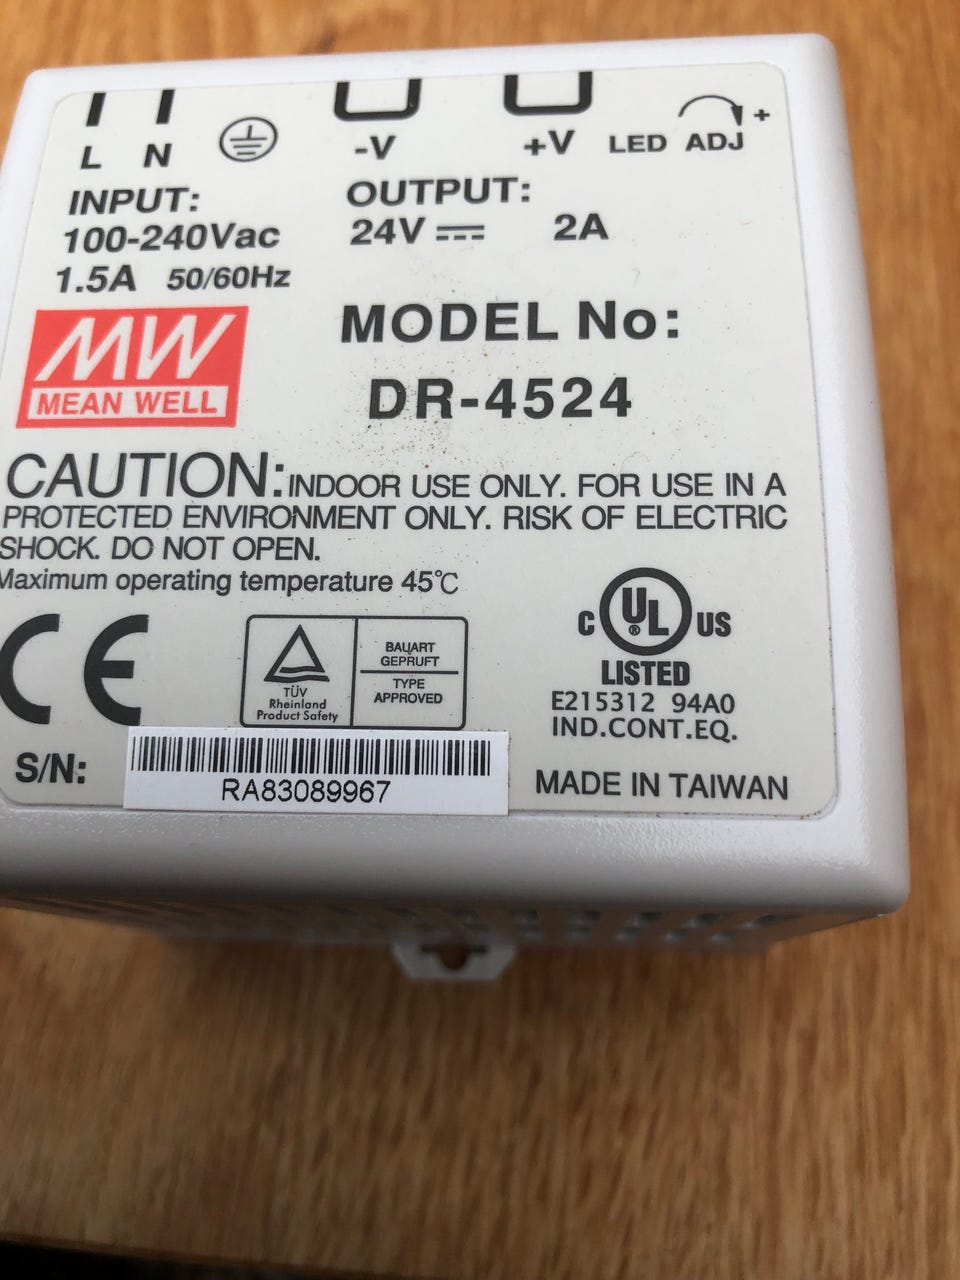 L N -V +V LED ADJ +
INPUT: OUTPUT:
100-240Vac 24V 2A
1.5A 50/60Hz
MW
MEAN WELL
MODEL No:
DR-4524
CAUTION: INDOOR USE ONLY. FOR USE IN A
PROTECTED ENVIRONMENT ONLY. RISK OF ELECTRIC
SHOCK. DO NOT OPEN.
Maximum operating temperature 45℃
CE
TÜV
Rheinland
Product Safety
BAUART
GEPRUFT
TYPE
APPROVED
C UL ® US
LISTED
E215312 94A0
IND.CONT.EQ.
S/N:
RA83089967
MADE IN TAIWAN